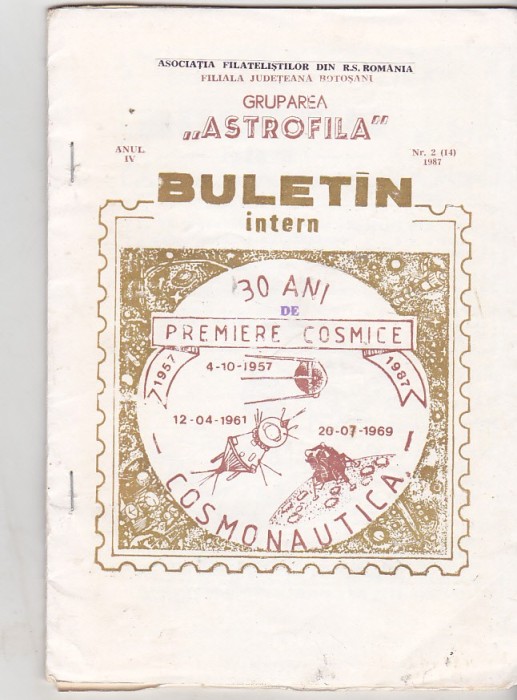 ASOCIAȚIA FILATELIȘTILOR DIN R.S. ROMÂNIA
FILIALA JUDEȚEANĂ BOTOȘANI
GRUPAREA
„ASTROFILA”
ANUL
IV
Nr. 2 (14)
1987
BULETIN
intern
30 ANI
DE
PREMIERE COSMICE
1957
1987
4-10-1957
12-04-1961
20-07-1969
COSMONAUTICA